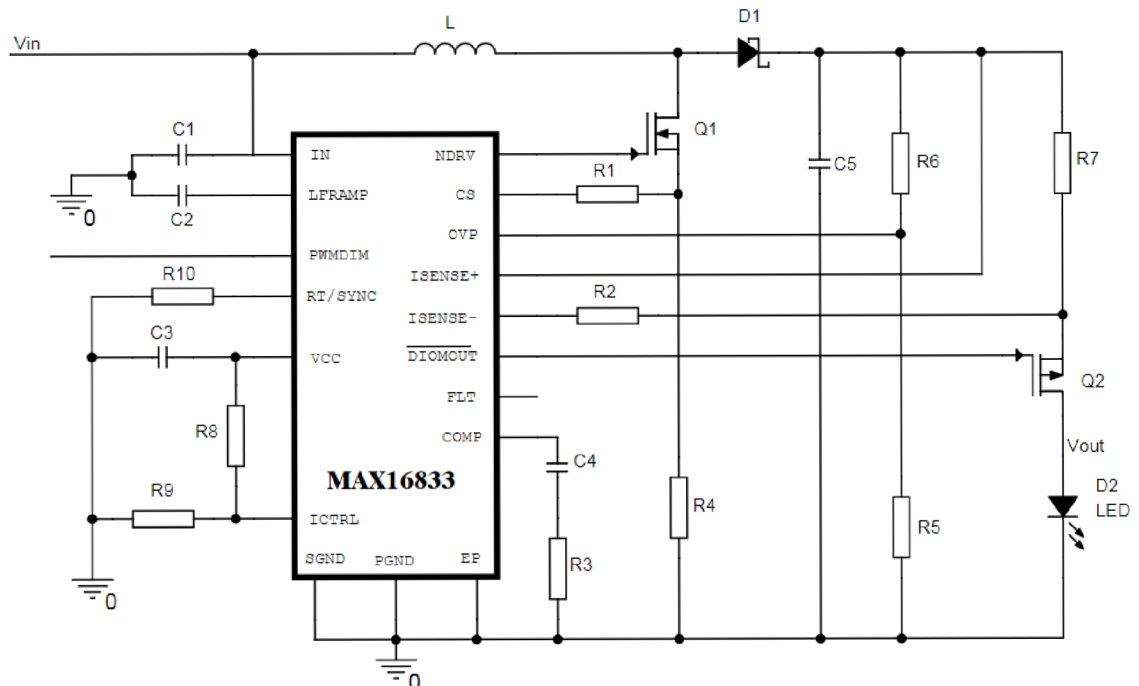 Vin
L
D1
C1
C2
0
IN
LFRAMP
PWMDIM
RT/SYNC
VCC
ICTRL
SGND
PGND
EP
NDRV
CS
OVP
ISENSE+
ISENSE-
DIOMOUT
FLT
COMP
MAX16833
Q1
R1
R2
C5
R6
R7
Q2
Vout
D2
LED
R10
C3
R8
R9
0
C4
R3
R4
R5
0